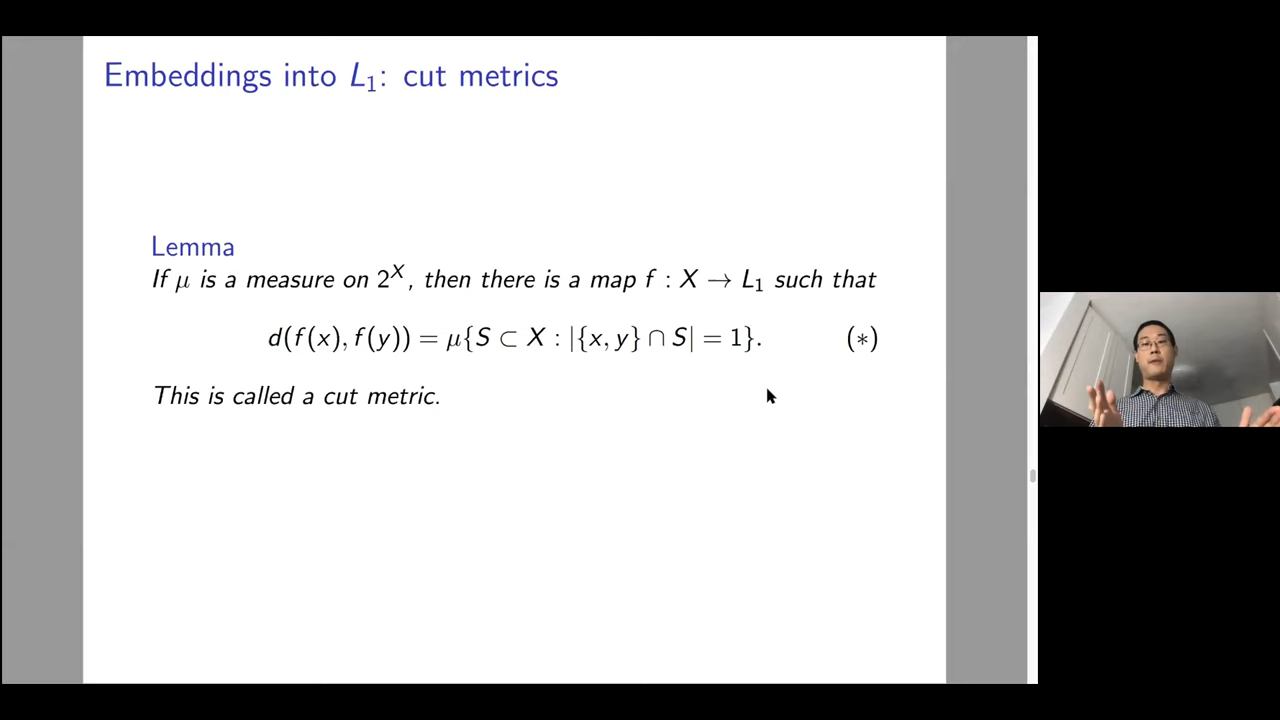 Embeddings into L₁: cut metrics
Lemma
If μ is a measure on 2^X, then there is a map f : X → L₁ such that
d(f(x), f(y)) = μ{S ⊂ X : |{x, y} ∩ S| = 1}. (∗)
This is called a cut metric.